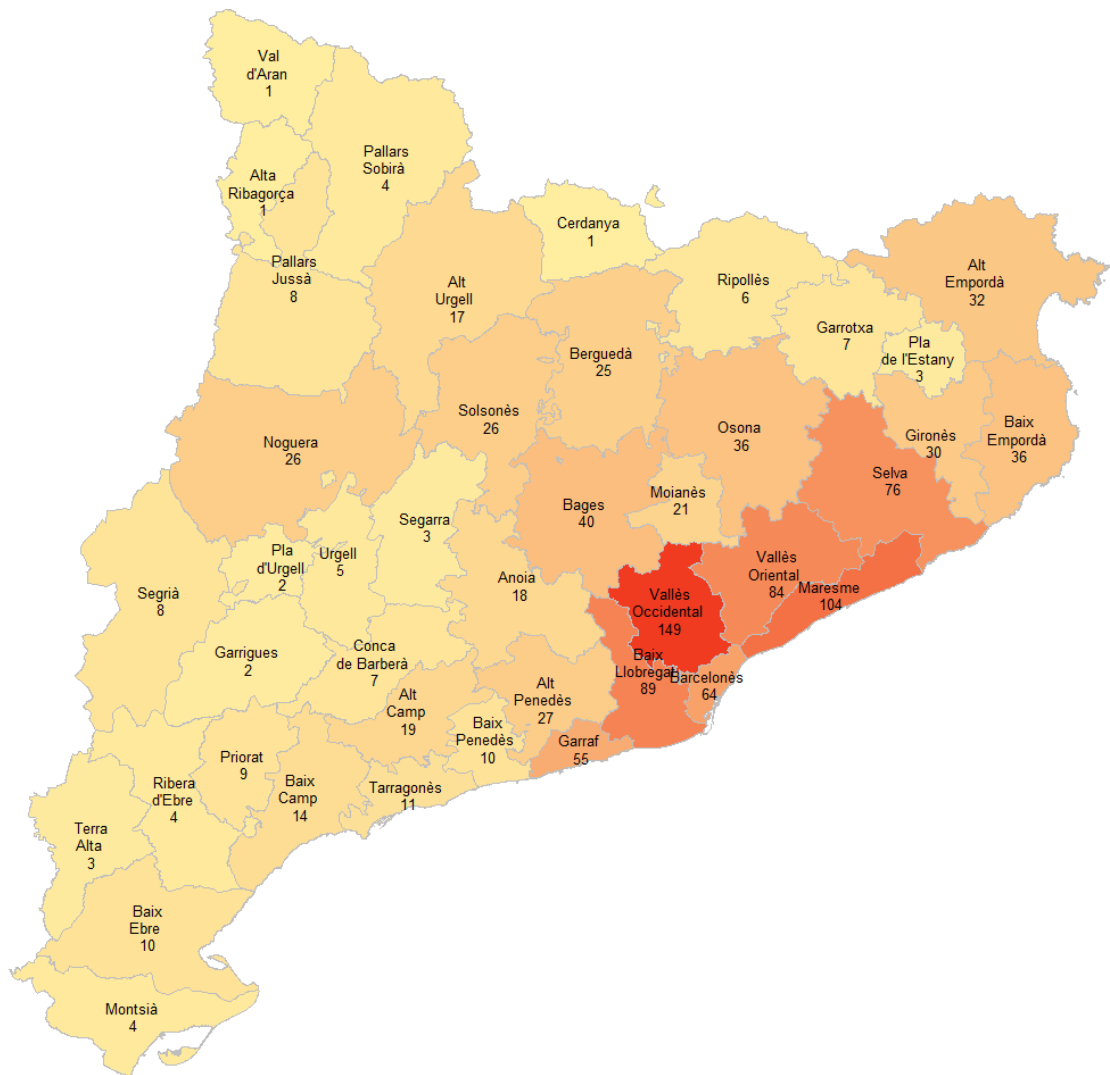 Val
d'Aran
1
Pallars
Sobirà
4
Alta
Ribagorça
1
Cerdanya
1
Pallars
Jussà
8
Alt
Urgell
17
Ripollès
6
Alt
Empordà
32
Garrotxa
7
Pla
de l'Estany
3
Berguedà
25
Solsonès
26
Noguera
26
Osona
36
Gironès
30
Baix
Empordà
36
Selva
76
Bages
40
Moianès
21
Segarra
3
Pla
d'Urgell
2
Urgell
5
Segrià
8
Anoia
18
Vallès
Oriental
84
Vallès
Occidental
149
Maresme
104
Garrigues
2
Conca
de Barberà
7
Baix
Llobregat
89
Barcelonès
64
Alt
Camp
19
Alt
Penedès
27
Baix
Penedès
10
Garraf
55
Priorat
9
Ribera
d'Ebre
4
Baix
Camp
14
Tarragonès
11
Terra
Alta
3
Baix
Ebre
10
Montsià
4